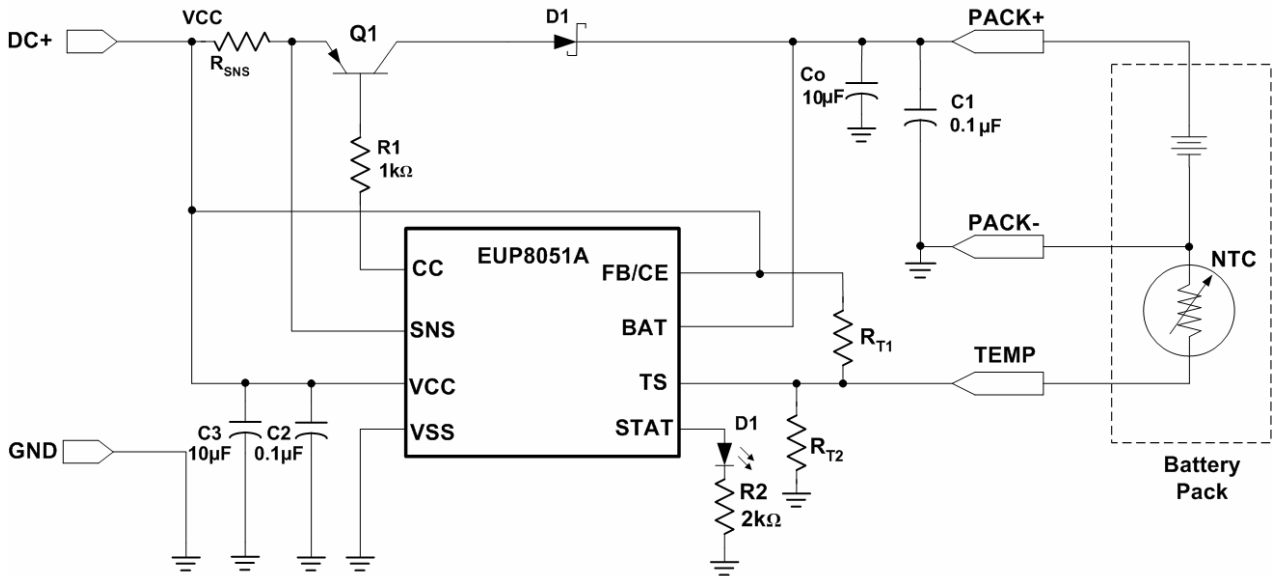 VCC
Q1
D1
PACK+
DC+
R_SNS
Co
10µF
C1
0.1µF
R1
1kΩ
EUP8051A
PACK-
NTC
CC
FB/CE
SNS
BAT
R_T1
VCC
TS
TEMP
VSS
STAT
D1
GND
C3
10µF
C2
0.1µF
R_T2
R2
2kΩ
Battery
Pack